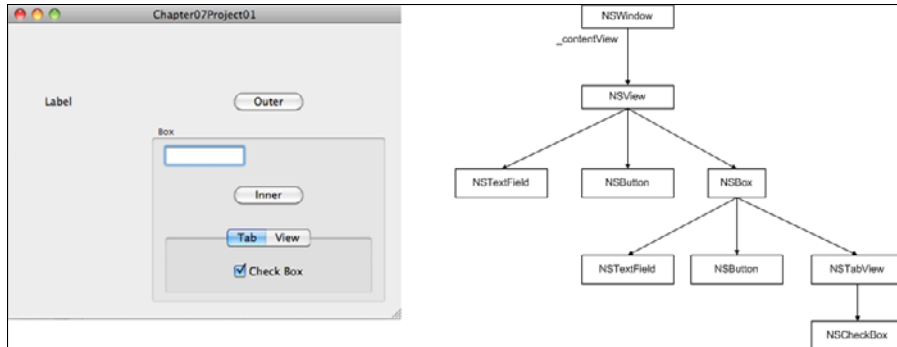 Chapter07Project01
Label
Outer
Box
Inner
Tab View
Check Box
NSWindow
_contentView
NSView
NSTextField NSButton NSBox
NSTextField NSButton NSTabView
NSCheckBox